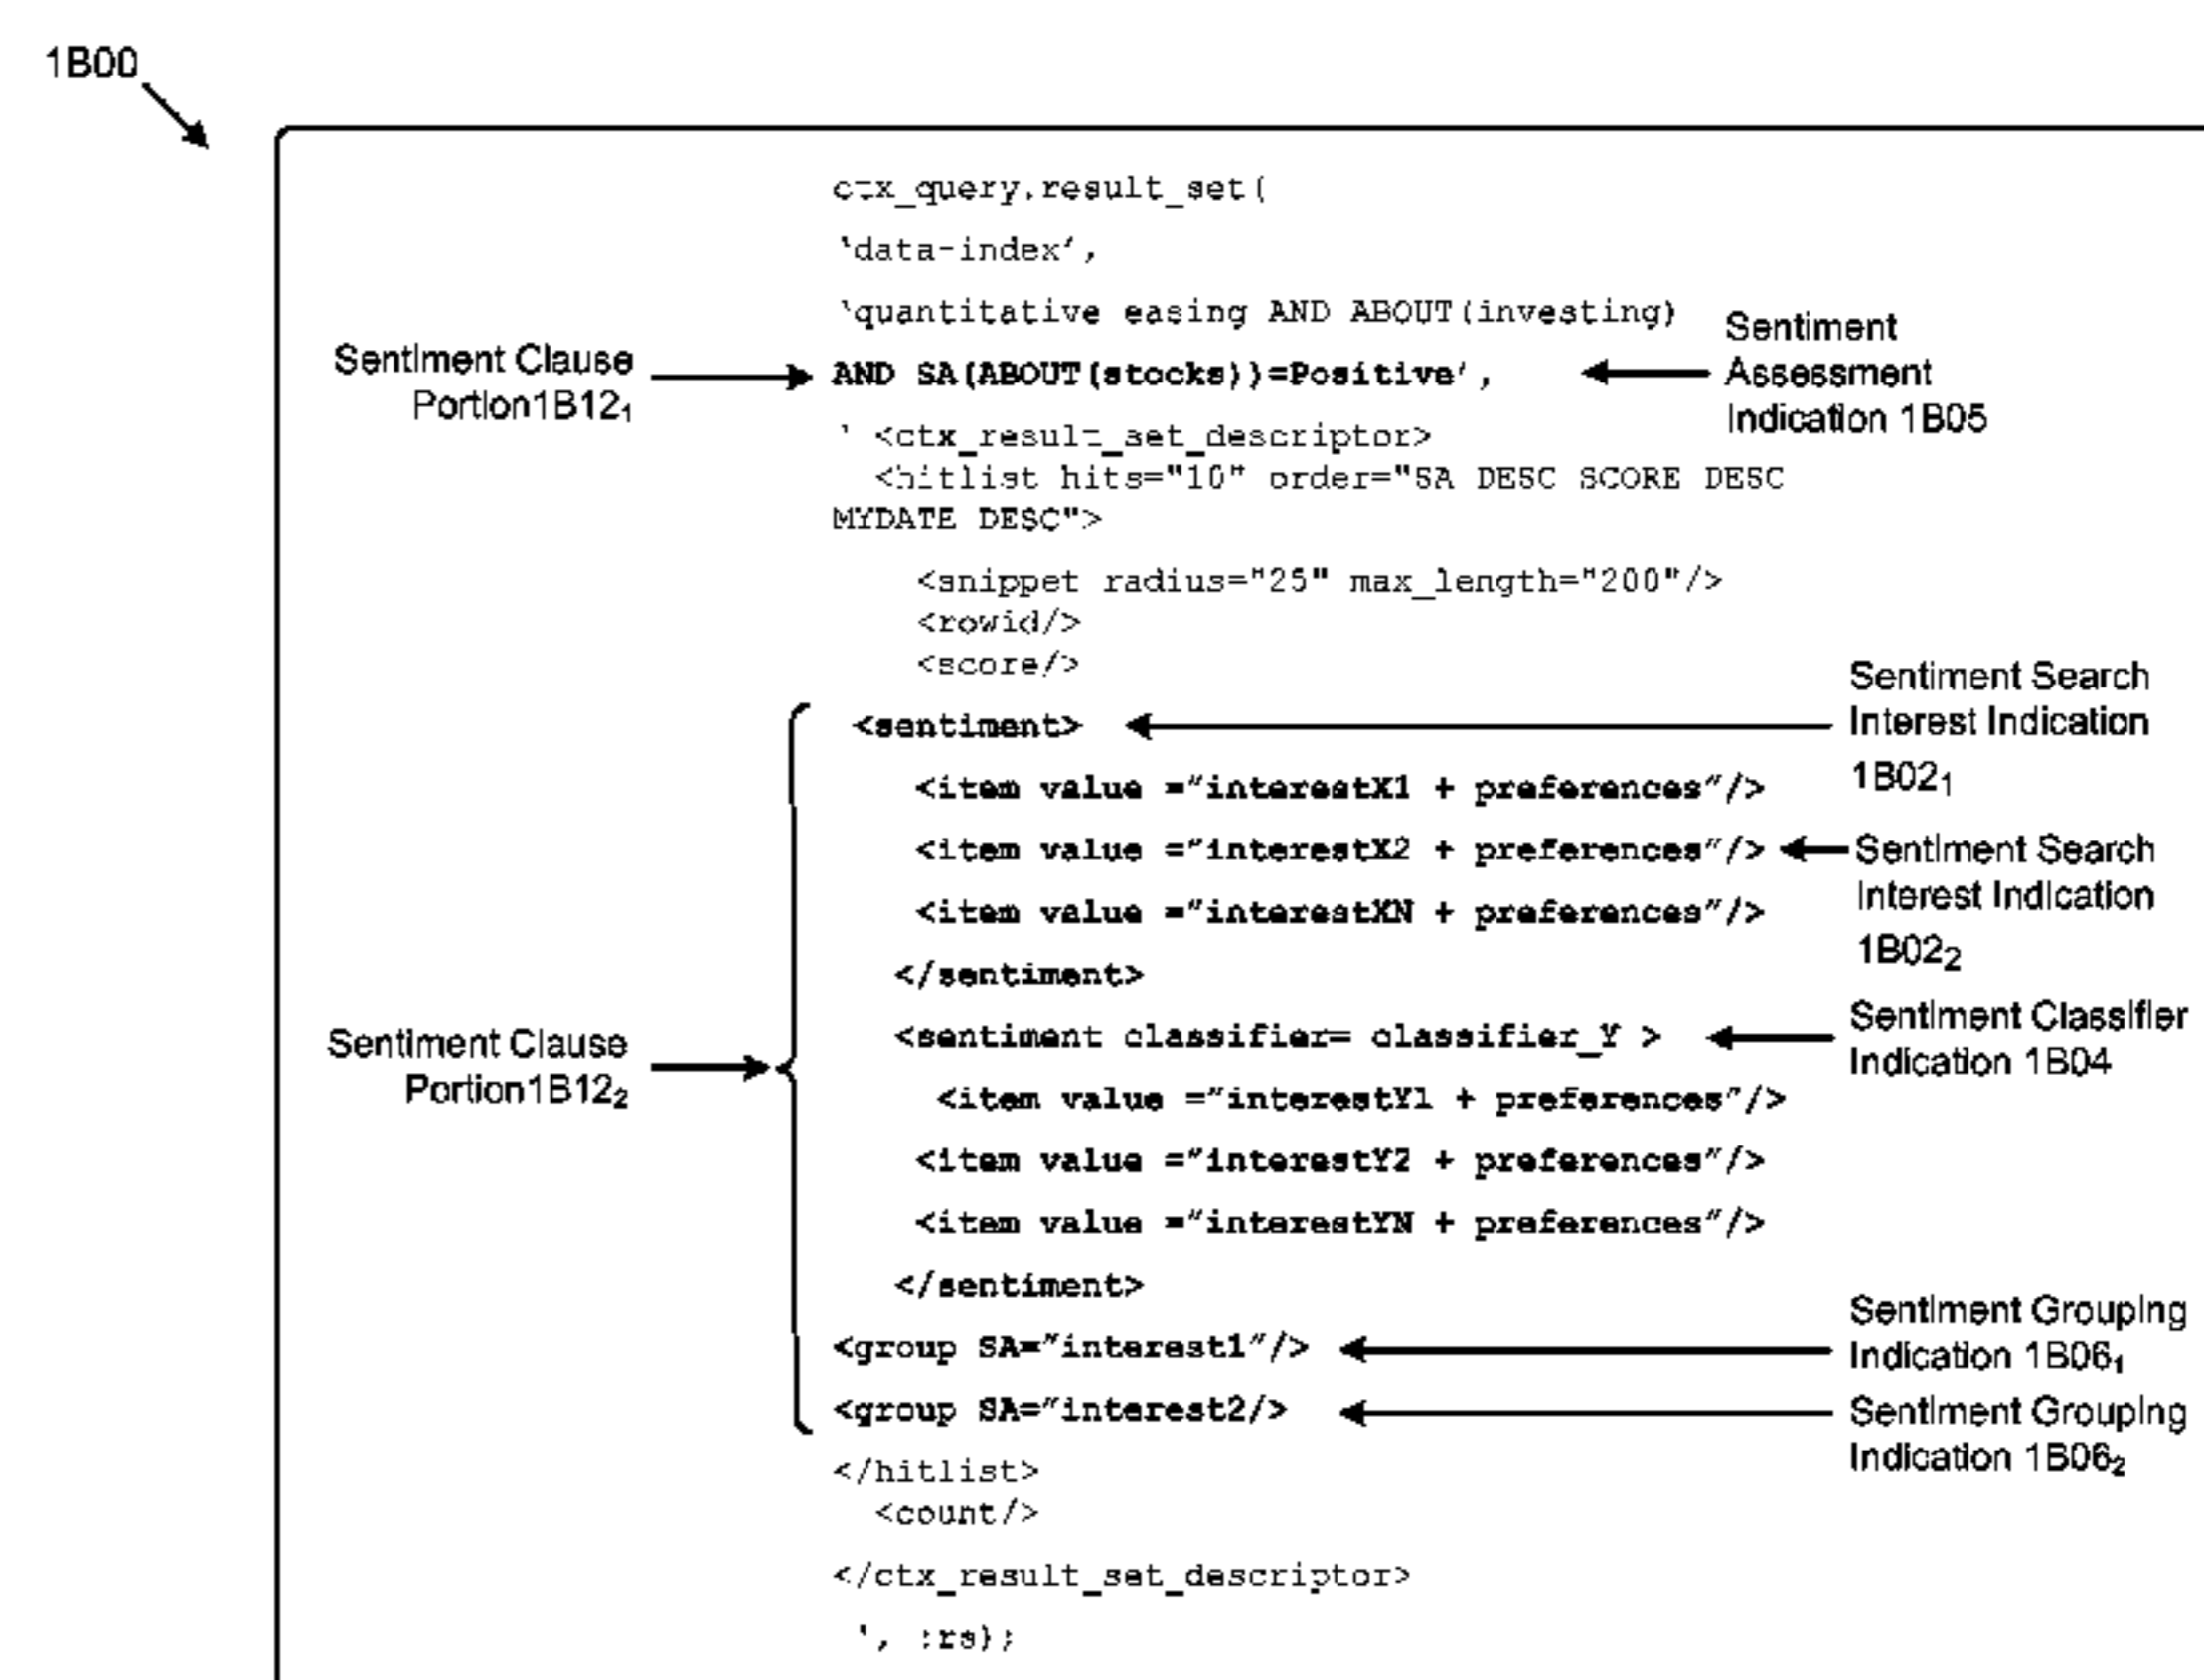 1B00
ctx_query.result_set(
‘data-index’,
‘quantitative easing AND ABOUT(investing)
Sentiment Clause
Portion1B12₁
AND SA(ABOUT(stocks))=Positive’,
Sentiment
Assessment
Indication 1B05
' <ctx_result_set_descriptor>
<hitlist hits="10" order="SA DESC SCORE DESC
MYDATE DESC">
<snippet radius="25" max_length="200"/>
<rowid/>
<score/>
<sentiment>
Sentiment Search
Interest Indication
1B02₁
<item value =”interestX1 + preferences”/>
<item value =”interestX2 + preferences”/>
Sentiment Search
Interest Indication
1B02₂
<item value =”interestXN + preferences”/>
</sentiment>
Sentiment Clause
Portion1B12₂
<sentiment classifier= classifier_Y >
Sentiment Classifier
Indication 1B04
<item value =”interestY1 + preferences”/>
<item value =”interestY2 + preferences”/>
<item value =”interestYN + preferences”/>
</sentiment>
<group SA=”interest1”/>
Sentiment Grouping
Indication 1B06₁
<group SA=”interest2/>
Sentiment Grouping
Indication 1B06₂
</hitlist>
<count/>
</ctx_result_set_descriptor>
', :rs);